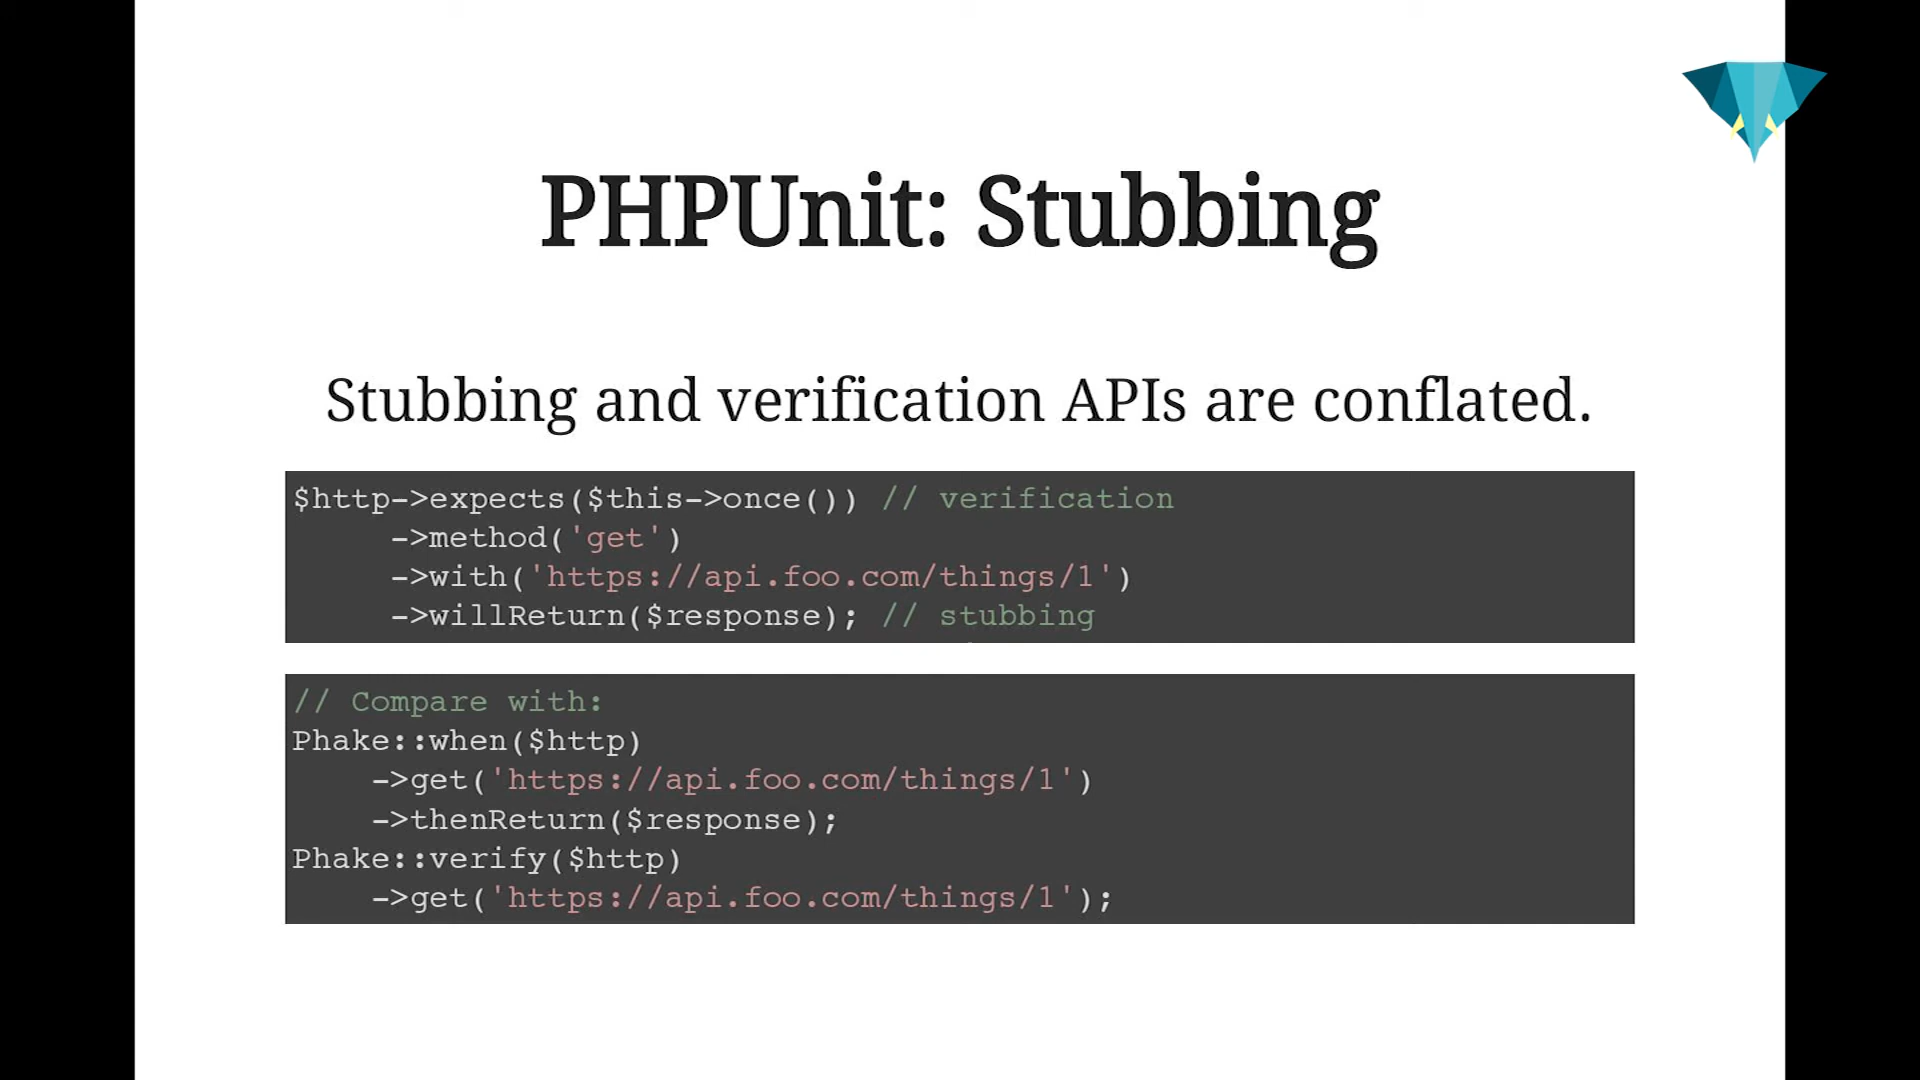 PHPUnit: Stubbing
Stubbing and verification APIs are conflated.
$http->expects($this->once()) // verification
     ->method('get')
     ->with('https://api.foo.com/things/1')
     ->willReturn($response); // stubbing
// Compare with:
Phake::when($http)
    ->get('https://api.foo.com/things/1')
    ->thenReturn($response);
Phake::verify($http)
    ->get('https://api.foo.com/things/1');